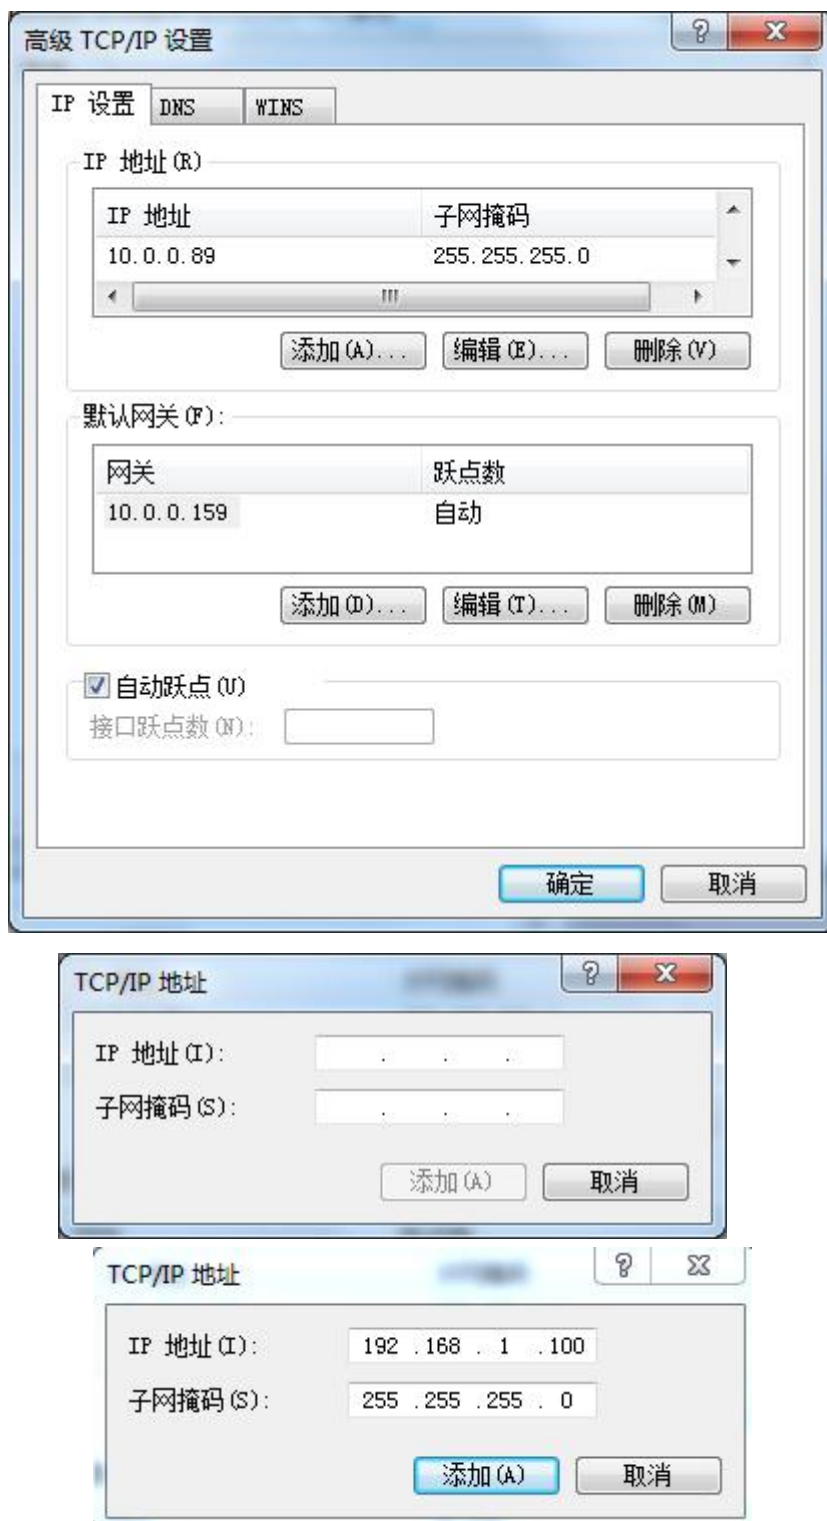 高级 TCP/IP 设置
IP 设置 DNS WINS
IP 地址(R)
IP 地址 子网掩码
10.0.0.89 255.255.255.0
添加(A)... 编辑(E)... 删除(V)
默认网关(F):
网关 跃点数
10.0.0.159 自动
添加(D)... 编辑(T)... 删除(M)
自动跃点(U)
接口跃点数(N):
确定 取消
TCP/IP 地址
IP 地址(I): . . .
子网掩码(S): . . .
添加(A) 取消
TCP/IP 地址
IP 地址(I): 192 .168 . 1 .100
子网掩码(S): 255 .255 .255 . 0
添加(A) 取消